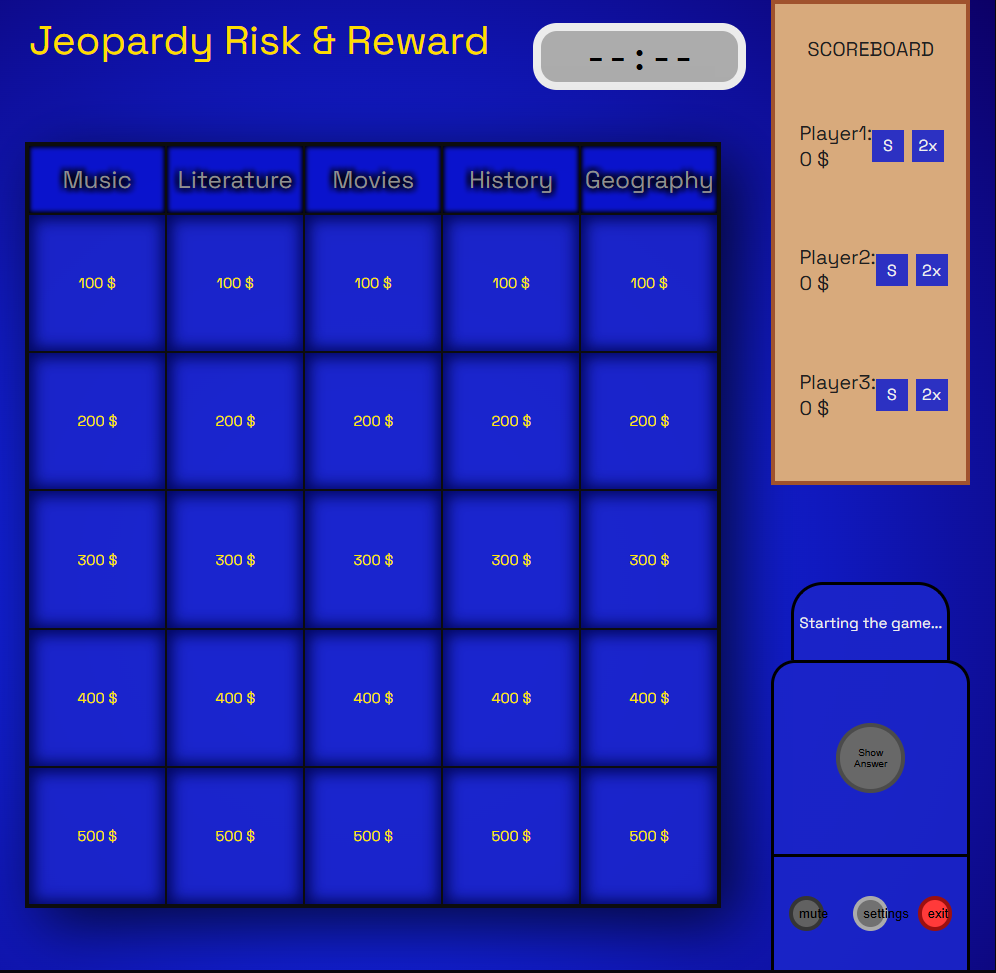 Jeopardy Risk & Reward
--:--
SCOREBOARD
Player1:
0 $
S
2x
Player2:
0 $
S
2x
Player3:
0 $
S
2x
Music Literature Movies History Geography
100 $ 100 $ 100 $ 100 $ 100 $
200 $ 200 $ 200 $ 200 $ 200 $
300 $ 300 $ 300 $ 300 $ 300 $
400 $ 400 $ 400 $ 400 $ 400 $
500 $ 500 $ 500 $ 500 $ 500 $
Starting the game...
Show
Answer
mute settings exit